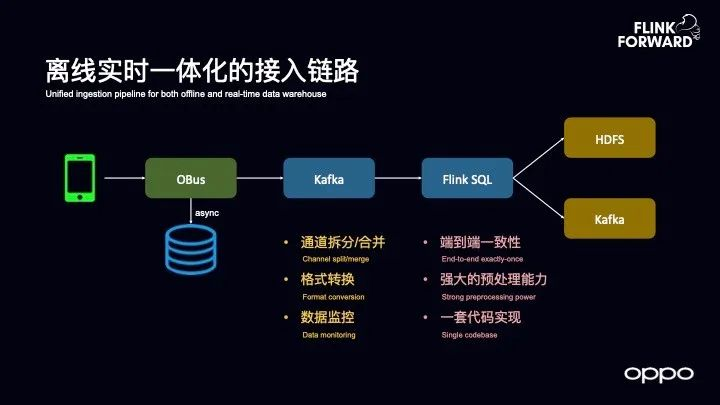 FLINK
FORWARD
离线实时一体化的接入链路
Unified ingestion pipeline for both offline and real-time data warehouse
OBus
Kafka
Flink SQL
HDFS
Kafka
async
• 通道拆分/合并
Channel split/merge
• 格式转换
Format conversion
• 数据监控
Data monitoring
• 端到端一致性
End-to-end exactly-once
• 强大的预处理能力
Strong preprocessing power
• 一套代码实现
Single codebase
oppo